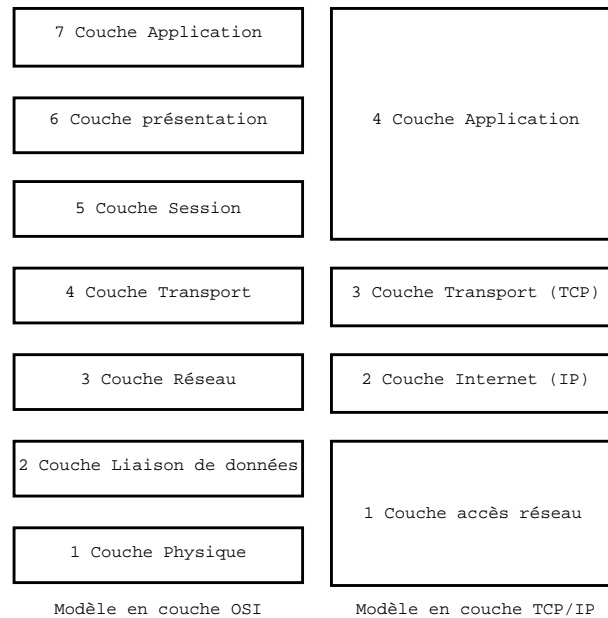 7 Couche Application
6 Couche présentation
5 Couche Session
4 Couche Transport
3 Couche Réseau
2 Couche Liaison de données
1 Couche Physique
Modèle en couche OSI
4 Couche Application
3 Couche Transport (TCP)
2 Couche Internet (IP)
1 Couche accès réseau
Modèle en couche TCP/IP